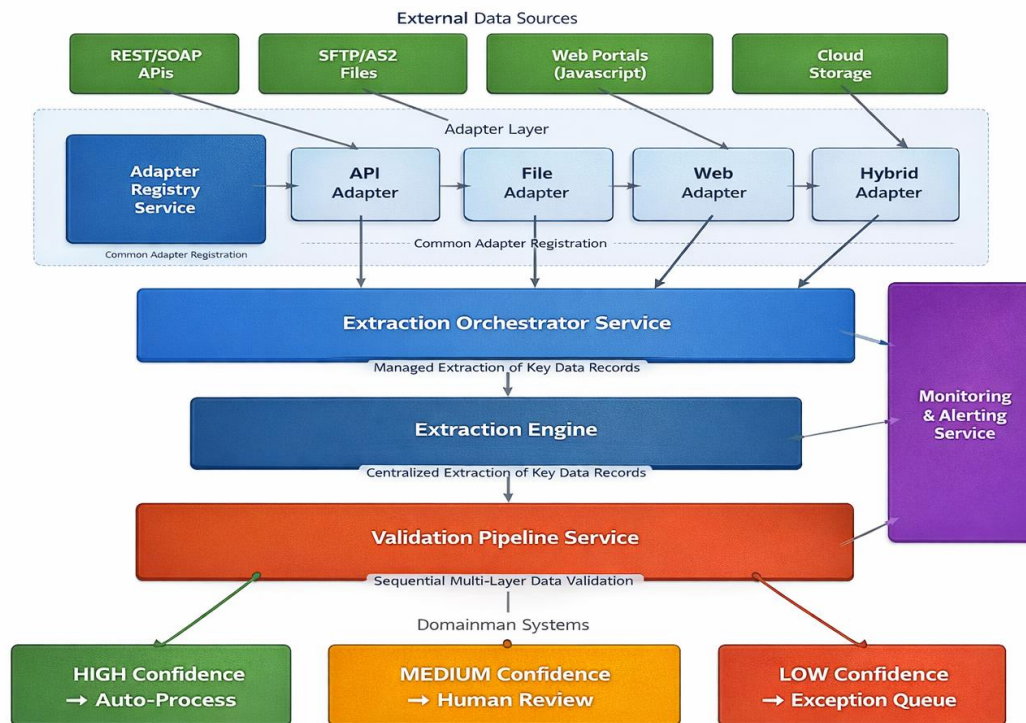 External Data Sources
REST/SOAP
APIs
SFTP/AS2
Files
Web Portals
(Javascript)
Cloud
Storage
Adapter Layer
Adapter
Registry
Service
API
Adapter
File
Adapter
Web
Adapter
Hybrid
Adapter
Common Adapter Registration
Common Adapter Registration
Extraction Orchestrator Service
Managed Extraction of Key Data Records
Extraction Engine
Centralized Extraction of Key Data Records
Monitoring
& Alerting
Service
Validation Pipeline Service
Sequential Multi-Layer Data Validation
Domainman Systems
HIGH Confidence
→ Auto-Process
MEDIUM Confidence
→ Human Review
LOW Confidence
→ Exception Queue